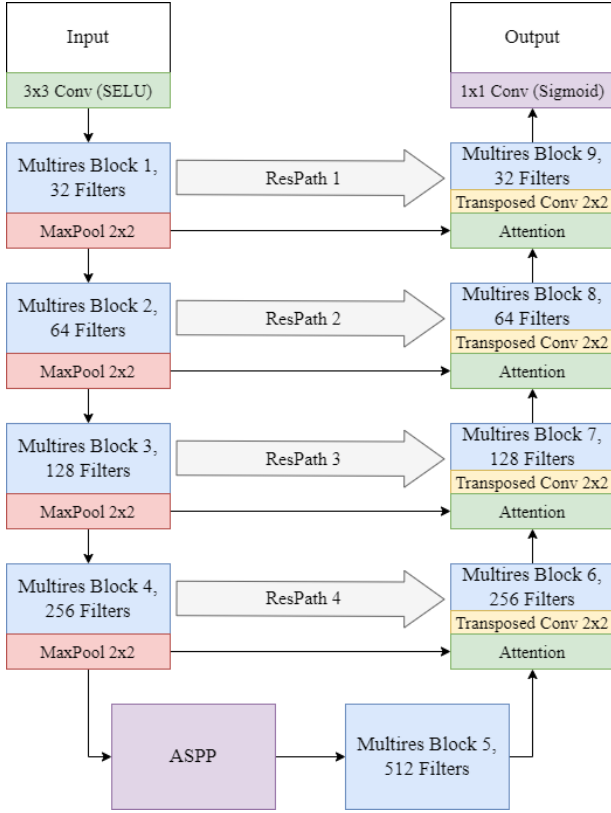 Input
Output
3x3 Conv (SELU)
1x1 Conv (Sigmoid)
Multires Block 1,
32 Filters
MaxPool 2x2
ResPath 1
Multires Block 9,
32 Filters
Transposed Conv 2x2
Attention
Multires Block 2,
64 Filters
MaxPool 2x2
ResPath 2
Multires Block 8,
64 Filters
Transposed Conv 2x2
Attention
Multires Block 3,
128 Filters
MaxPool 2x2
ResPath 3
Multires Block 7,
128 Filters
Transposed Conv 2x2
Attention
Multires Block 4,
256 Filters
MaxPool 2x2
ResPath 4
Multires Block 6,
256 Filters
Transposed Conv 2x2
Attention
ASPP
Multires Block 5,
512 Filters